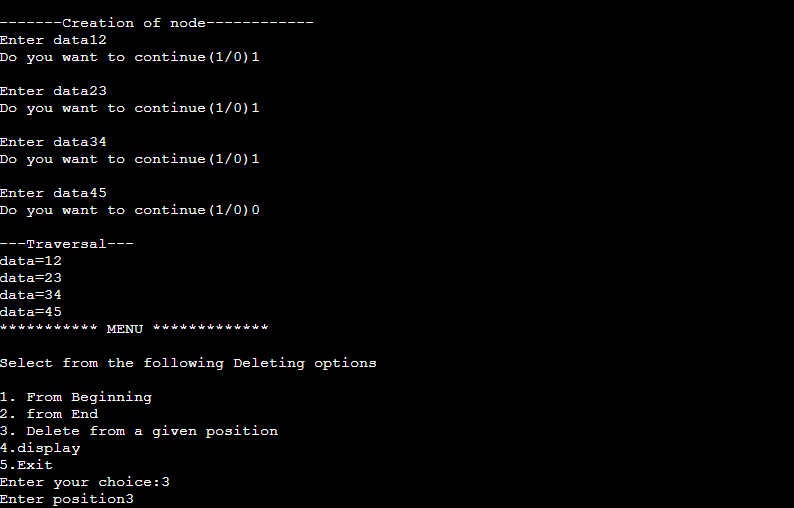 -------Creation of node------------
Enter data12
Do you want to continue(1/0)1
Enter data23
Do you want to continue(1/0)1
Enter data34
Do you want to continue(1/0)1
Enter data45
Do you want to continue(1/0)0
---Traversal---
data=12
data=23
data=34
data=45
*********** MENU *************
Select from the following Deleting options
1. From Beginning
2. from End
3. Delete from a given position
4.display
5.Exit
Enter your choice:3
Enter position3